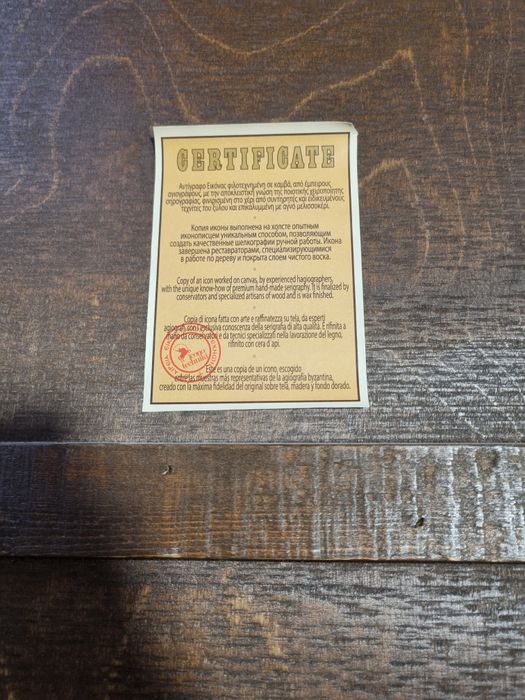 CERTIFICATE
Αντίγραφο Εικόνας φιλοτεχνημένη σε καμβά, από έμπειρους
αγιογράφους, με την αποκλειστική γνώση της ποιοτικής χειροποίητης
σηρογραφίας, φινιρισμένη στο χέρι από συντηρητές και ειδικευμένους
τεχνίτες του ξύλου και επικαλυμμένη με αγνό μελισσοκέρι.
Копия иконы выполнена на холсте опытным
иконописцем уникальным способом, позволяющим
создать качественные шелкографии ручной работы. Икона
завершена реставраторами, специализирующимися
в работе по дереву и покрыта слоем чистого воска.
Copy of an icon worked on canvas, by experienced hagiographers,
with the unique know-how of premium hand-made serigraphy. It is finalized by
conservators and specialized artisans of wood and is wax finished.
Copia di icona fatta con arte e raffinatezza su tela, da esperti
agiografi con l'esclusiva conoscenza della serigrafia di alta qualità. E rifinita a
mano da conservatori e da tecnici specializzati nella lavorazione del legno,
rifinito con cera d api.
Este es una copia de un icono, escogido
entre las muestras más representativas de la agiografía byzantina,
creado con la máxima fidelidad del original sobre tela, madera y fondo dorado.